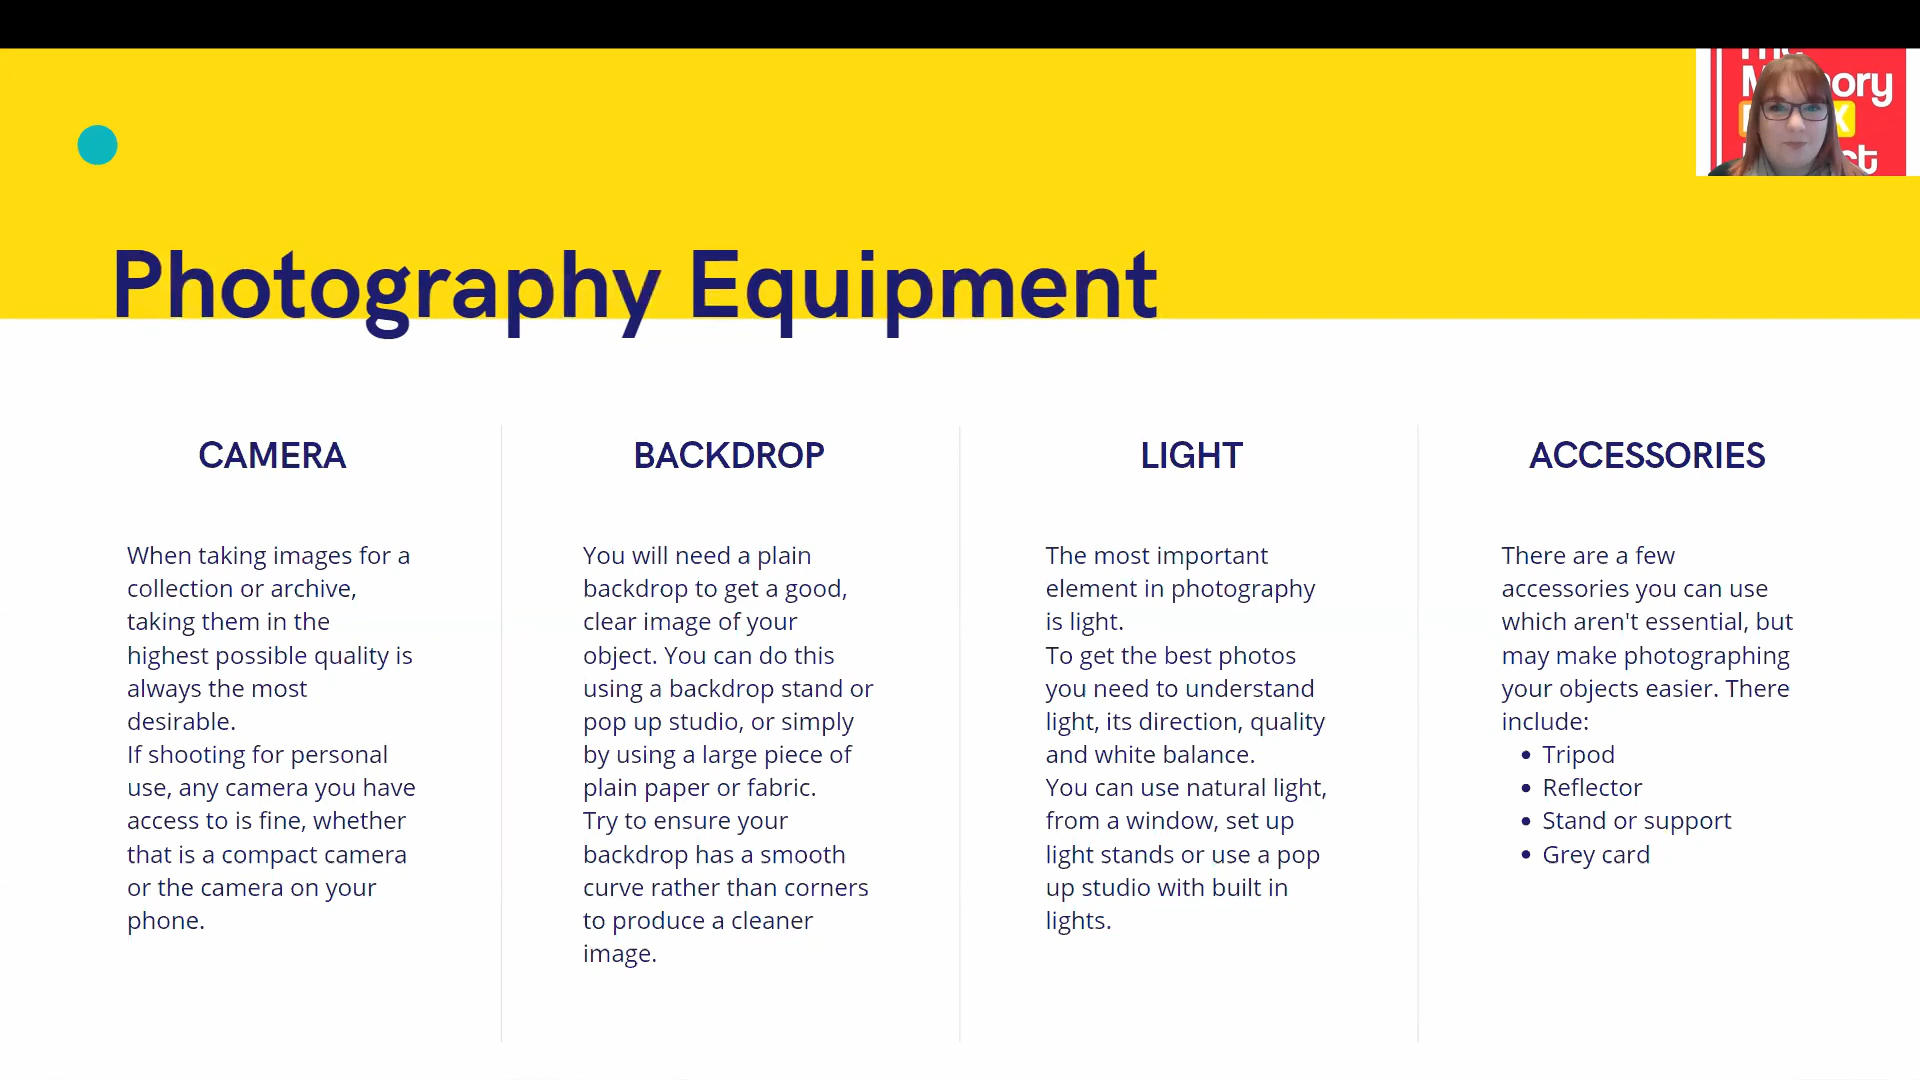 ory
Photography Equipment
CAMERA
When taking images for a
collection or archive,
taking them in the
highest possible quality is
always the most
desirable.
If shooting for personal
use, any camera you have
access to is fine, whether
that is a compact camera
or the camera on your
phone.
BACKDROP
You will need a plain
backdrop to get a good,
clear image of your
object. You can do this
using a backdrop stand or
pop up studio, or simply
by using a large piece of
plain paper or fabric.
Try to ensure your
backdrop has a smooth
curve rather than corners
to produce a cleaner
image.
LIGHT
The most important
element in photography
is light.
To get the best photos
you need to understand
light, its direction, quality
and white balance.
You can use natural light,
from a window, set up
light stands or use a pop
up studio with built in
lights.
ACCESSORIES
There are a few
accessories you can use
which aren't essential, but
may make photographing
your objects easier. There
include:
• Tripod
• Reflector
• Stand or support
• Grey card